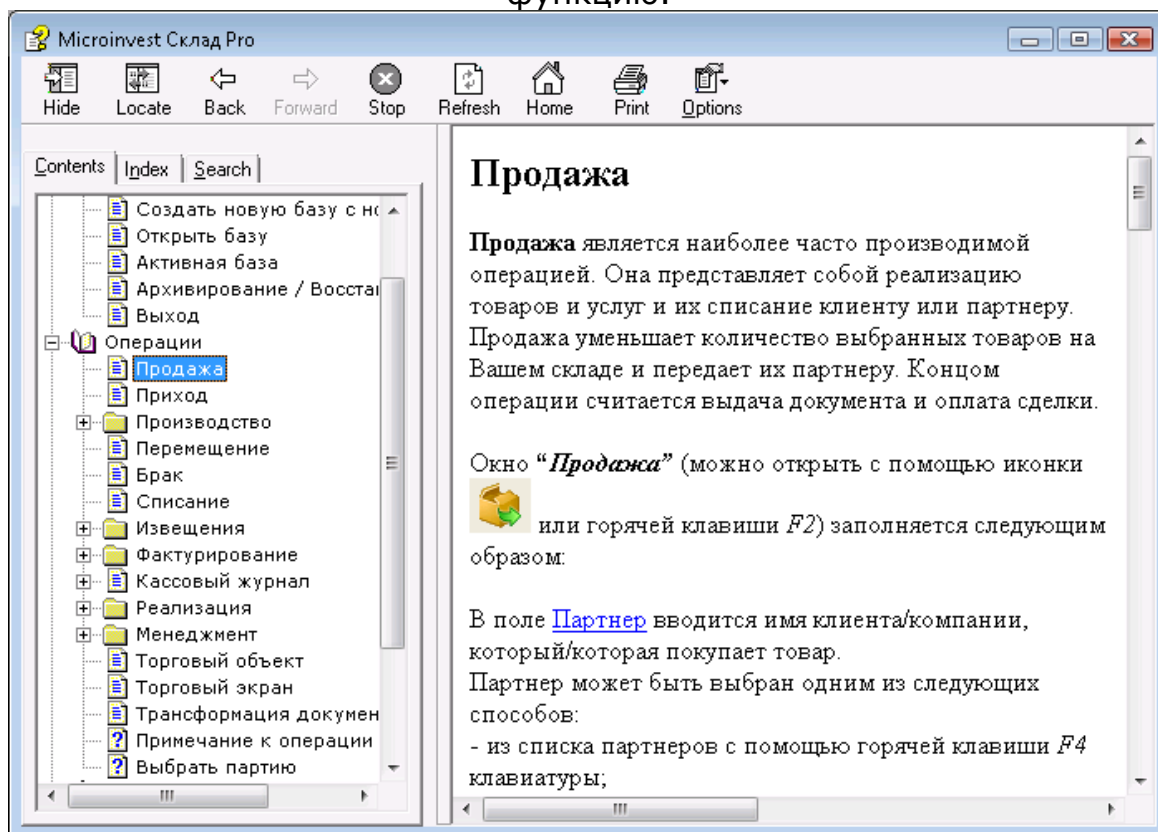 функцию.
Microinvest Склад Pro
Hide Locate Back Forward Stop Refresh Home Print Options
Contents Index Search
Создать новую базу с но
Открыть базу
Активная база
Архивирование / Восстан
Выход
Операции
Продажа
Приход
Производство
Перемещение
Брак
Списание
Извещения
Фактурирование
Кассовый журнал
Реализация
Менеджмент
Торговый объект
Торговый экран
Трансформация докумен
Примечание к операции
Выбрать партию
Продажа
Продажа является наиболее часто производимой
операцией. Она представляет собой реализацию
товаров и услуг и их списание клиенту или партнеру.
Продажа уменьшает количество выбранных товаров на
Вашем складе и передает их партнеру. Концом
операции считается выдача документа и оплата сделки.
Окно “Продажа” (можно открыть с помощью иконки
или горячей клавиши F2) заполняется следующим
образом:
В поле Партнер вводится имя клиента/компании,
который/которая покупает товар.
Партнер может быть выбран одним из следующих
способов:
- из списка партнеров с помощью горячей клавиши F4
клавиатуры;